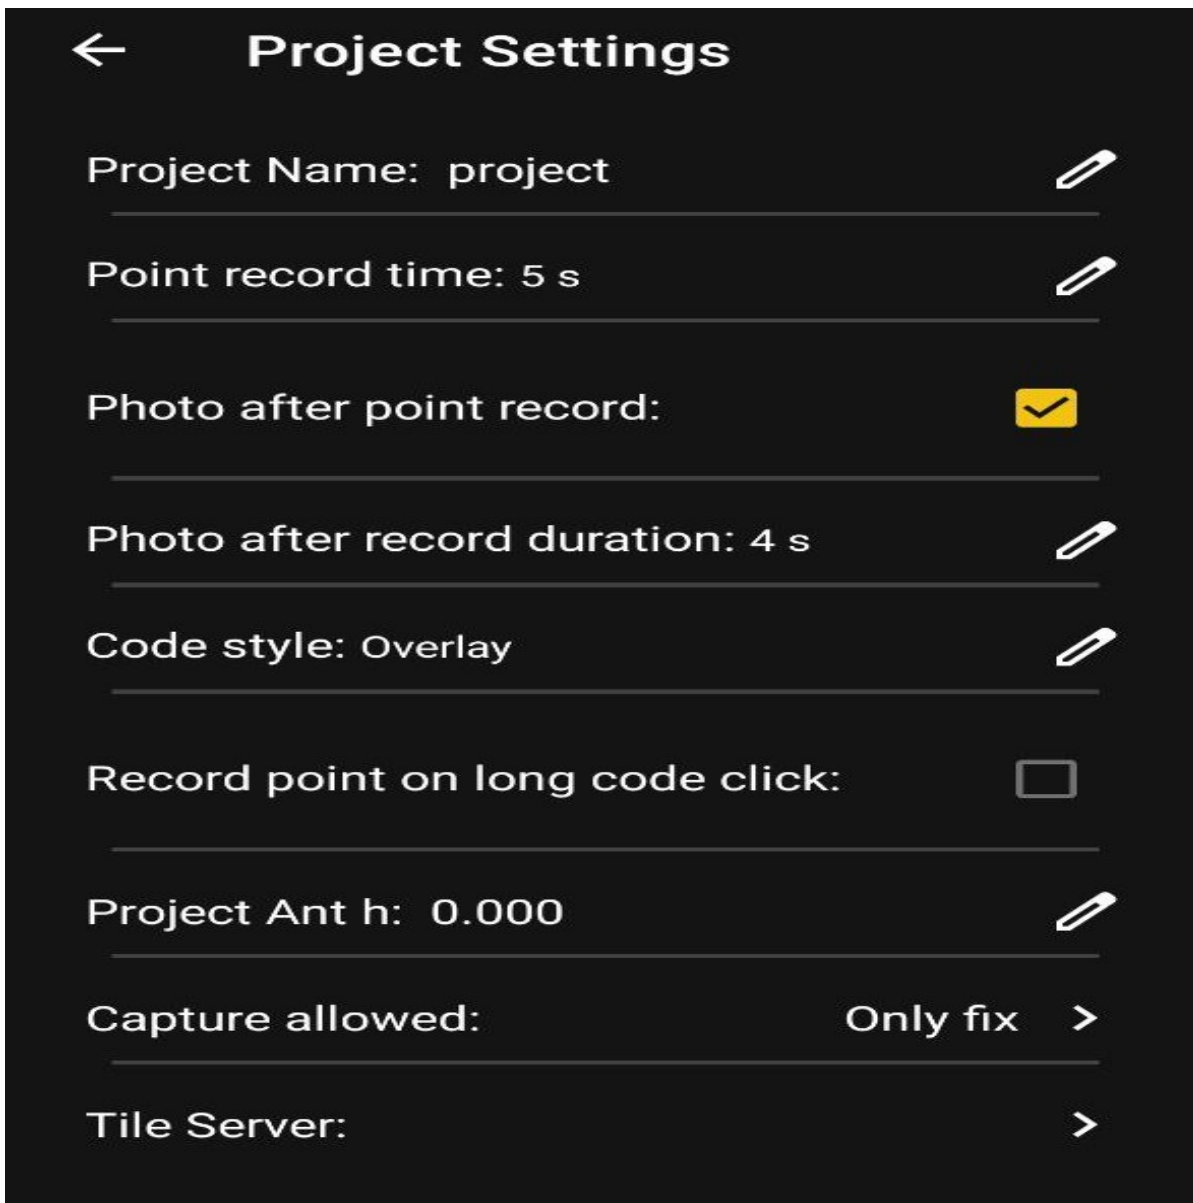 Project Settings
Project Name: project
Point record time: 5 s
Photo after point record:
Photo after record duration: 4 s
Code style: Overlay
Record point on long code click:
Project Ant h: 0.000
Capture allowed: Only fix
Tile Server: